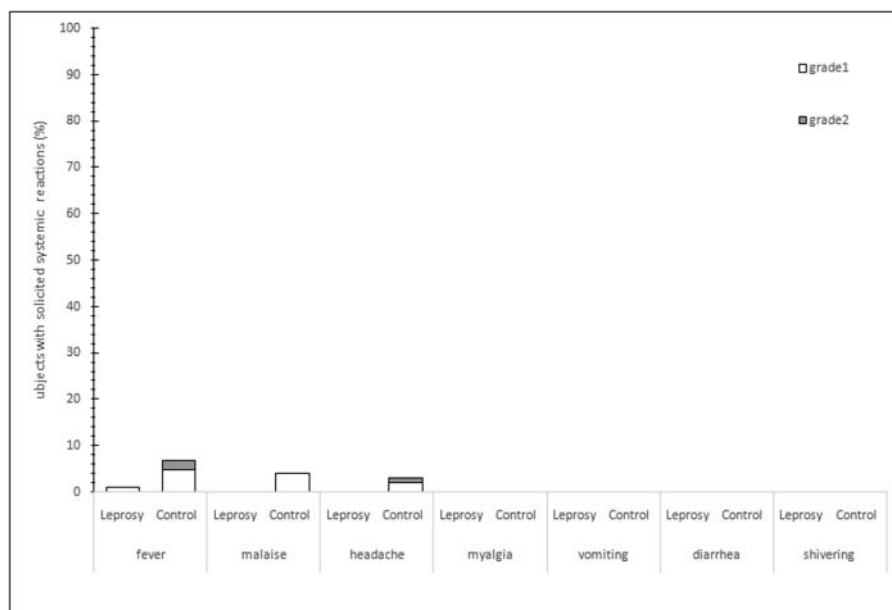 ubjects with solicited systemic reactions (%)
100
90
80
70
60
50
40
30
20
10
0
grade1
grade2
Leprosy Control Leprosy Control Leprosy Control Leprosy Control Leprosy Control Leprosy Control Leprosy Control
fever malaise headache myalgia vomiting diarrhea shivering